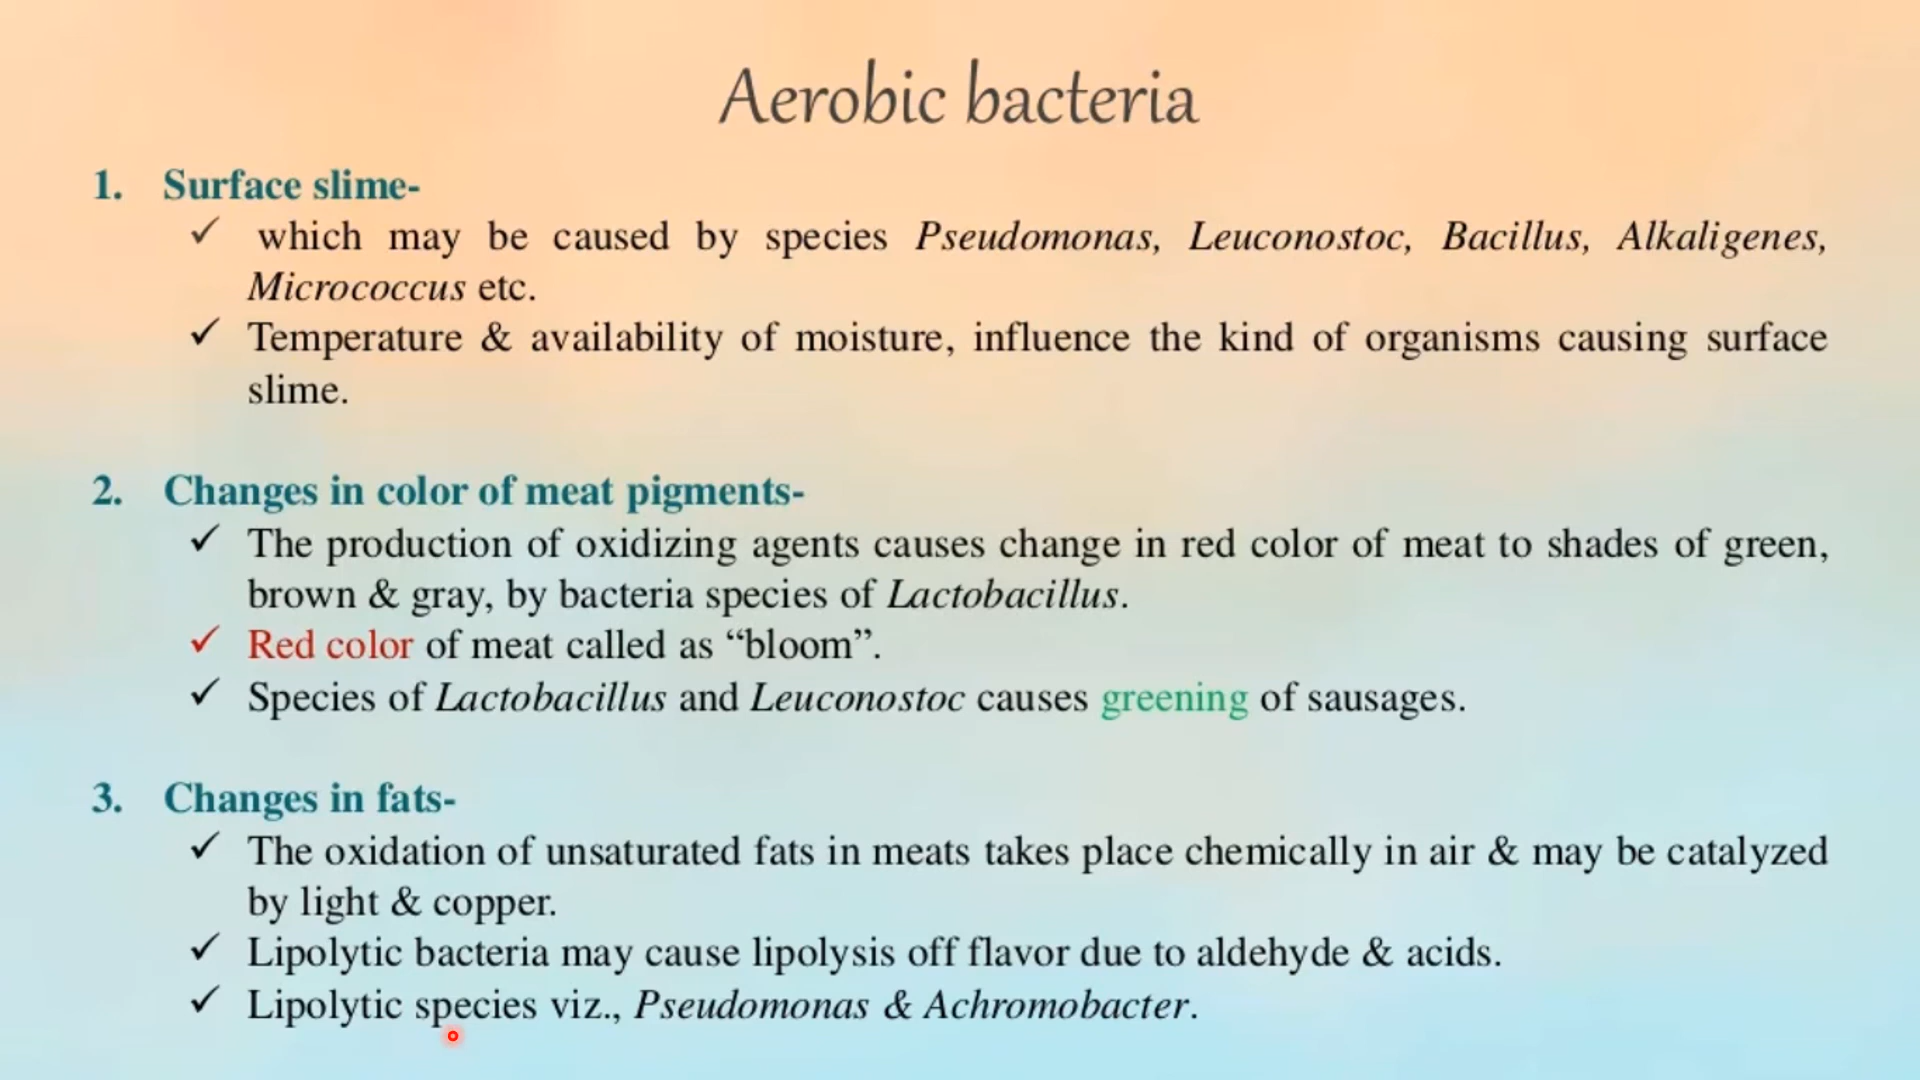 Aerobic bacteria
1. Surface slime-
✓ which may be caused by species Pseudomonas, Leuconostoc, Bacillus, Alkaligenes,
Micrococcus etc.
✓ Temperature & availability of moisture, influence the kind of organisms causing surface
slime.
2. Changes in color of meat pigments-
✓ The production of oxidizing agents causes change in red color of meat to shades of green,
brown & gray, by bacteria species of Lactobacillus.
✓ Red color of meat called as “bloom”.
✓ Species of Lactobacillus and Leuconostoc causes greening of sausages.
3. Changes in fats-
✓ The oxidation of unsaturated fats in meats takes place chemically in air & may be catalyzed
by light & copper.
✓ Lipolytic bacteria may cause lipolysis off flavor due to aldehyde & acids.
✓ Lipolytic species viz., Pseudomonas & Achromobacter.